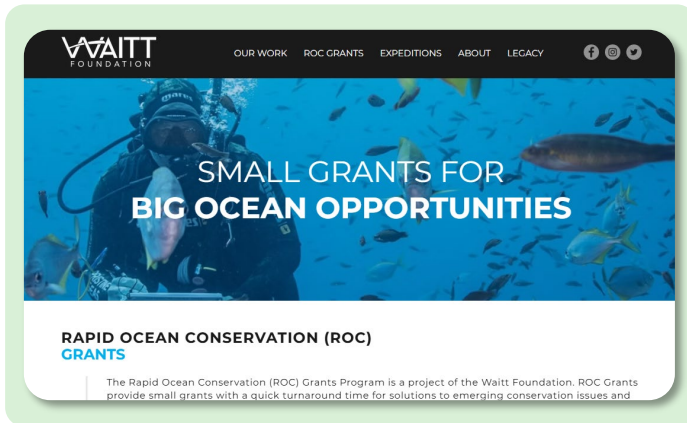 WAITT
FOUNDATION
OUR WORK ROC GRANTS EXPEDITIONS ABOUT LEGACY
mares
SMALL GRANTS FOR
BIG OCEAN OPPORTUNITIES
RAPID OCEAN CONSERVATION (ROC)
GRANTS
The Rapid Ocean Conservation (ROC) Grants Program is a project of the Waitt Foundation. ROC Grants
provide small grants with a quick turnaround time for solutions to emerging conservation issues and